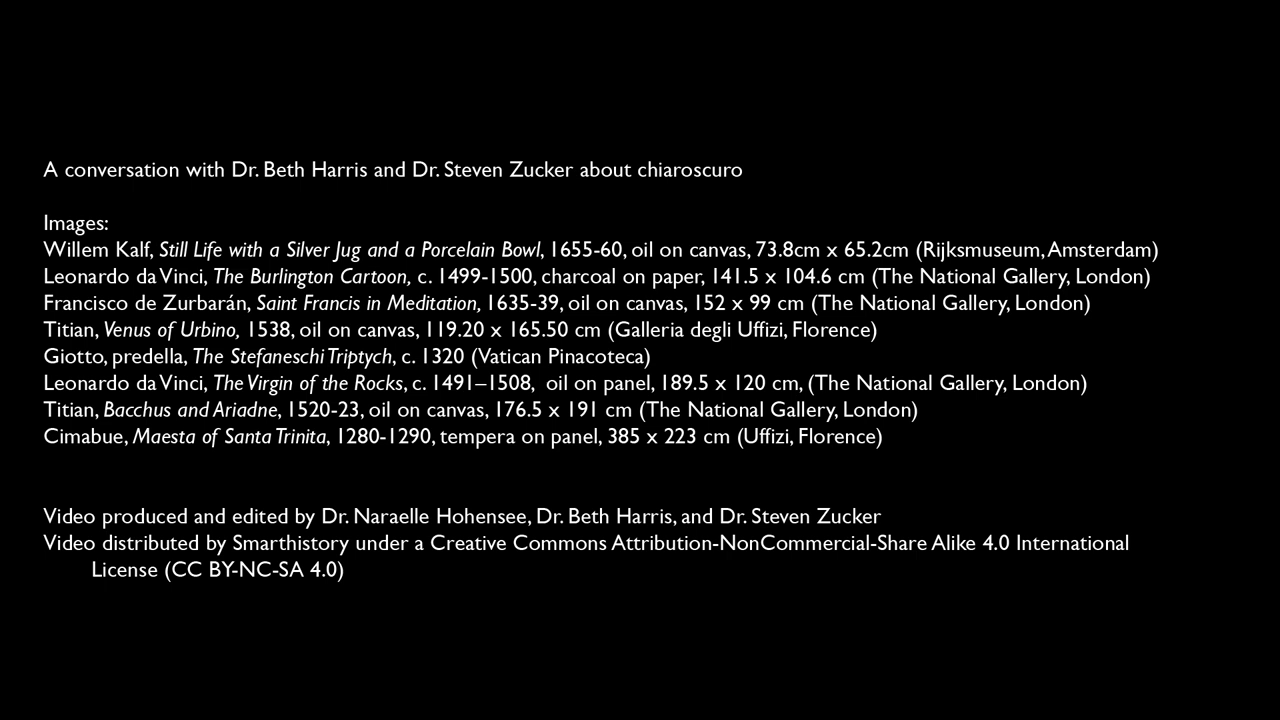 A conversation with Dr. Beth Harris and Dr. Steven Zucker about chiaroscuro
Images:
Willem Kalf, Still Life with a Silver Jug and a Porcelain Bowl, 1655-60, oil on canvas, 73.8cm x 65.2cm (Rijksmuseum, Amsterdam)
Leonardo da Vinci, The Burlington Cartoon, c. 1499-1500, charcoal on paper, 141.5 x 104.6 cm (The National Gallery, London)
Francisco de Zurbarán, Saint Francis in Meditation, 1635-39, oil on canvas, 152 x 99 cm (The National Gallery, London)
Titian, Venus of Urbino, 1538, oil on canvas, 119.20 x 165.50 cm (Galleria degli Uffizi, Florence)
Giotto, predella, The Stefaneschi Triptych, c. 1320 (Vatican Pinacoteca)
Leonardo da Vinci, The Virgin of the Rocks, c. 1491–1508, oil on panel, 189.5 x 120 cm, (The National Gallery, London)
Titian, Bacchus and Ariadne, 1520-23, oil on canvas, 176.5 x 191 cm (The National Gallery, London)
Cimabue, Maesta of Santa Trinita, 1280-1290, tempera on panel, 385 x 223 cm (Uffizi, Florence)
Video produced and edited by Dr. Naraelle Hohensee, Dr. Beth Harris, and Dr. Steven Zucker
Video distributed by Smarthistory under a Creative Commons Attribution-NonCommercial-Share Alike 4.0 International
License (CC BY-NC-SA 4.0)